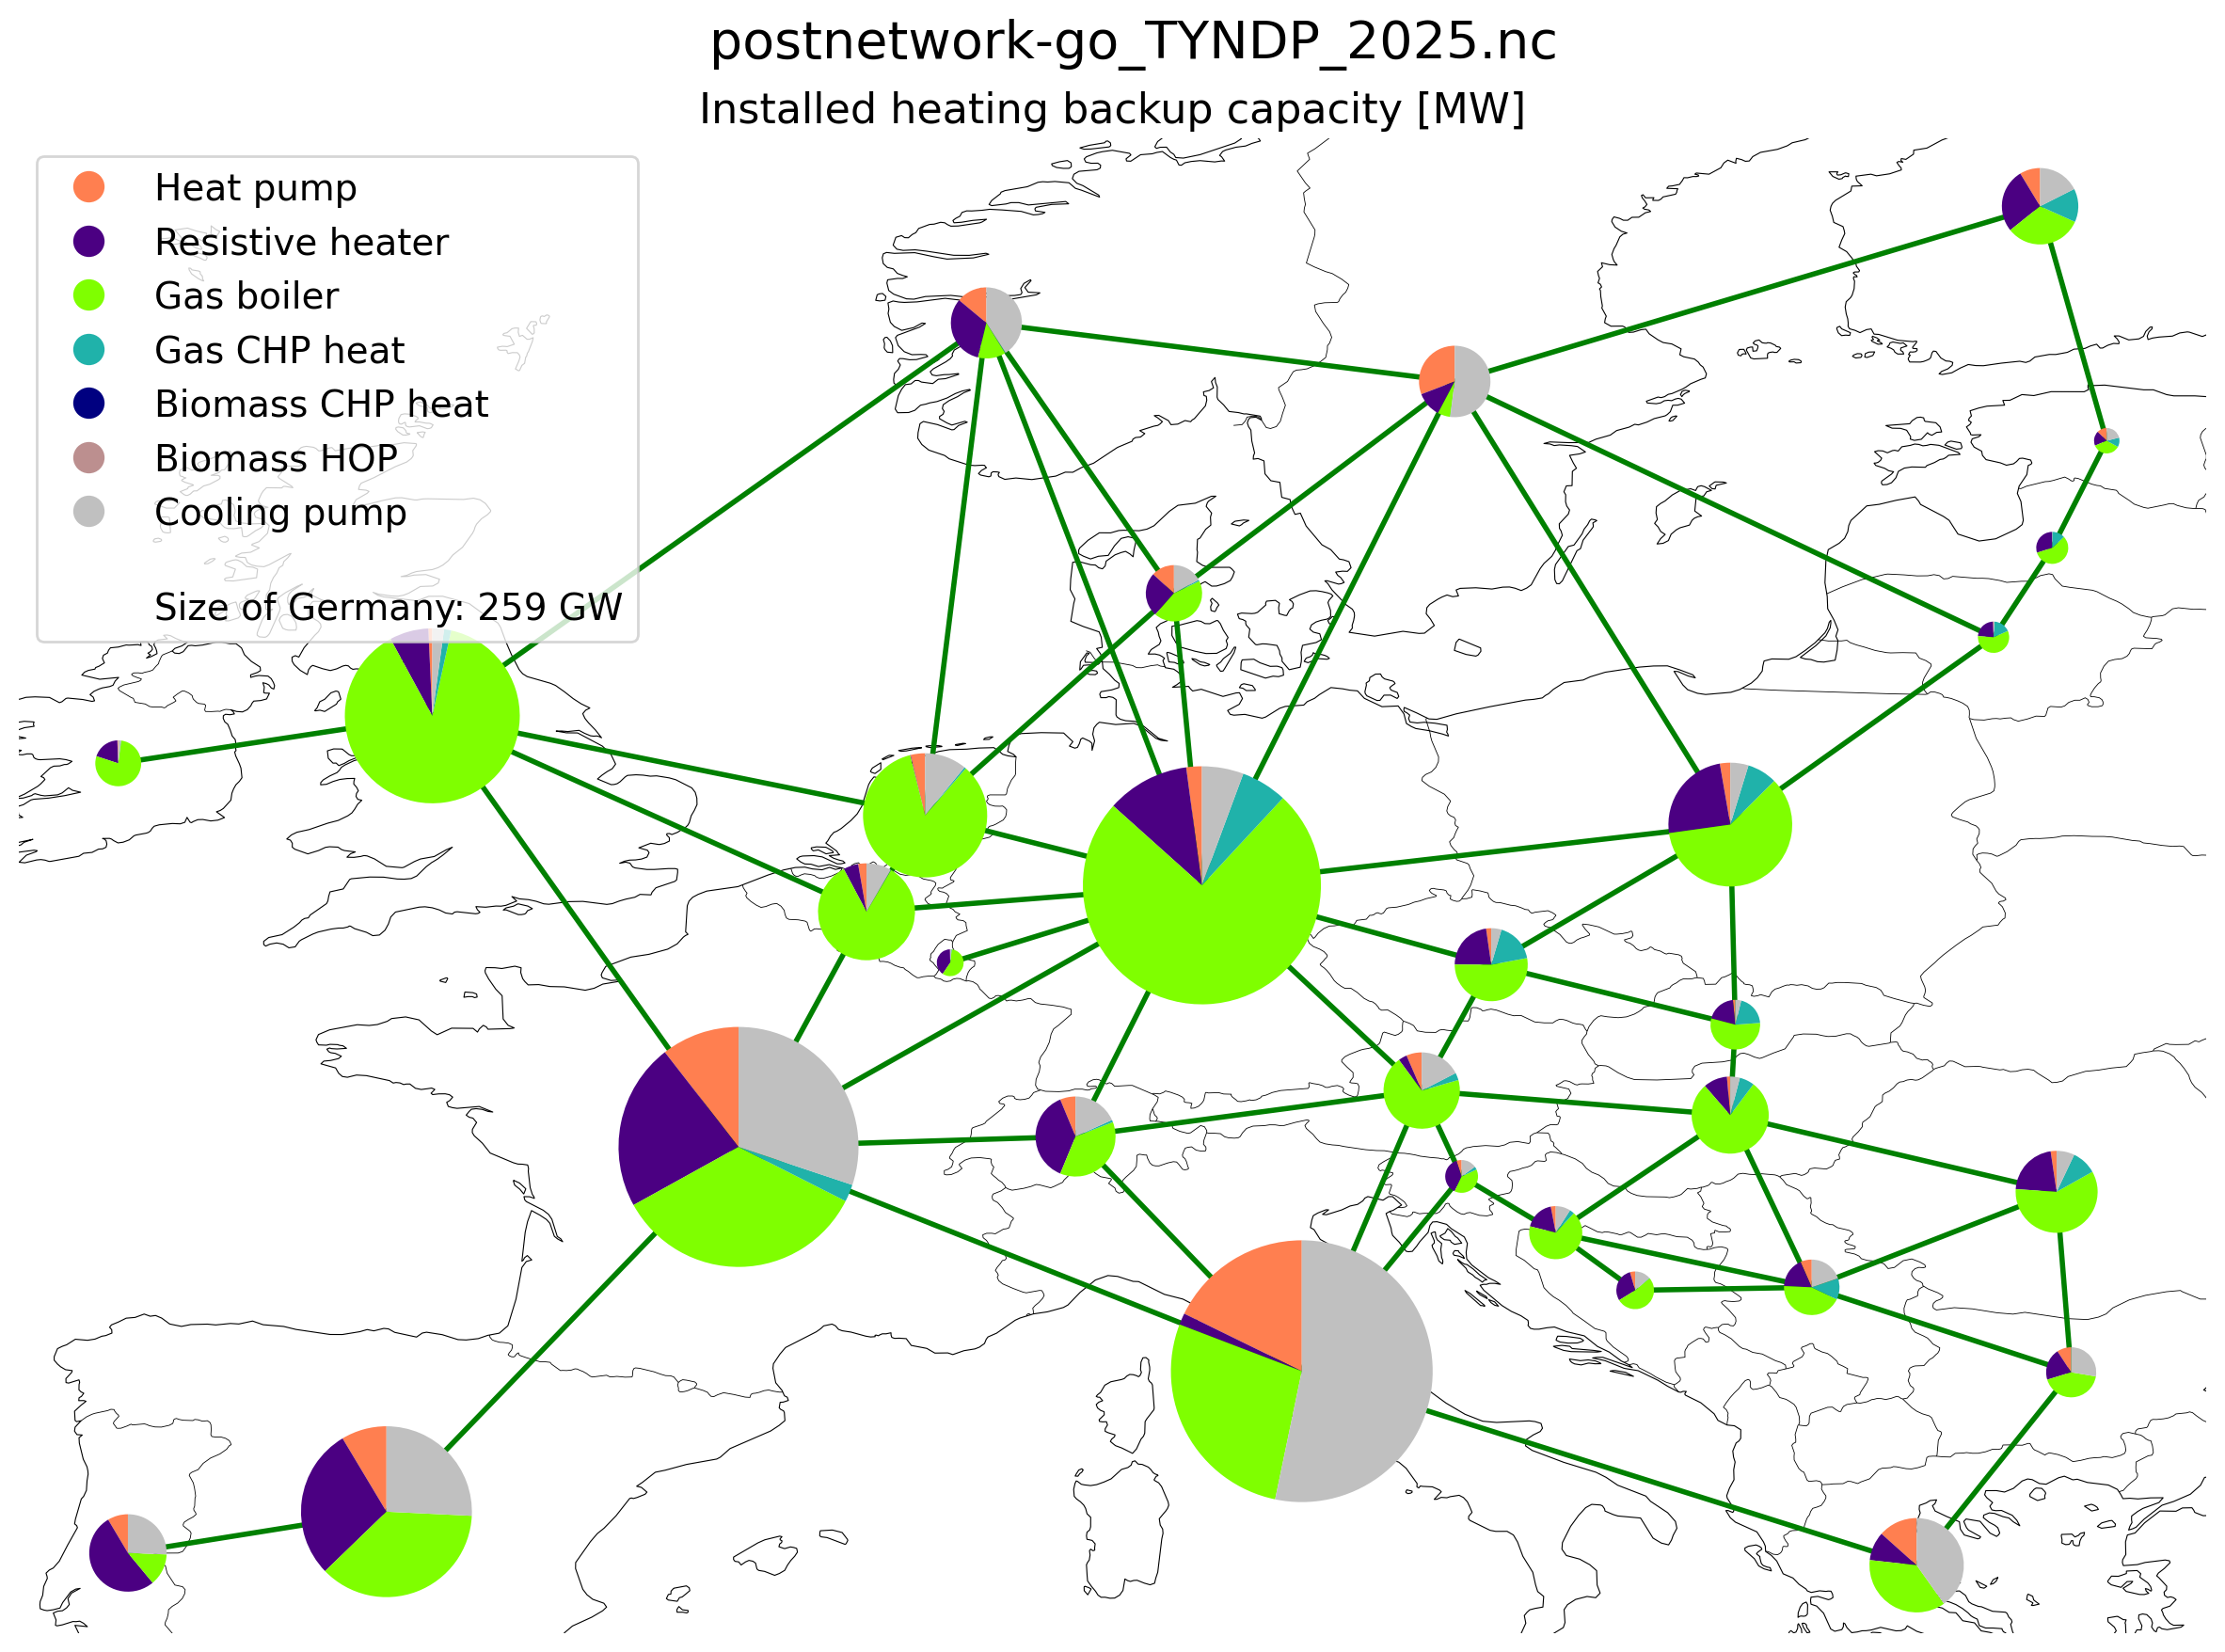 postnetwork-go_TYNDP_2025.nc
Installed heating backup capacity [MW]
Heat pump
Resistive heater
Gas boiler
Gas CHP heat
Biomass CHP heat
Biomass HOP
Cooling pump
Size of Germany: 259 GW